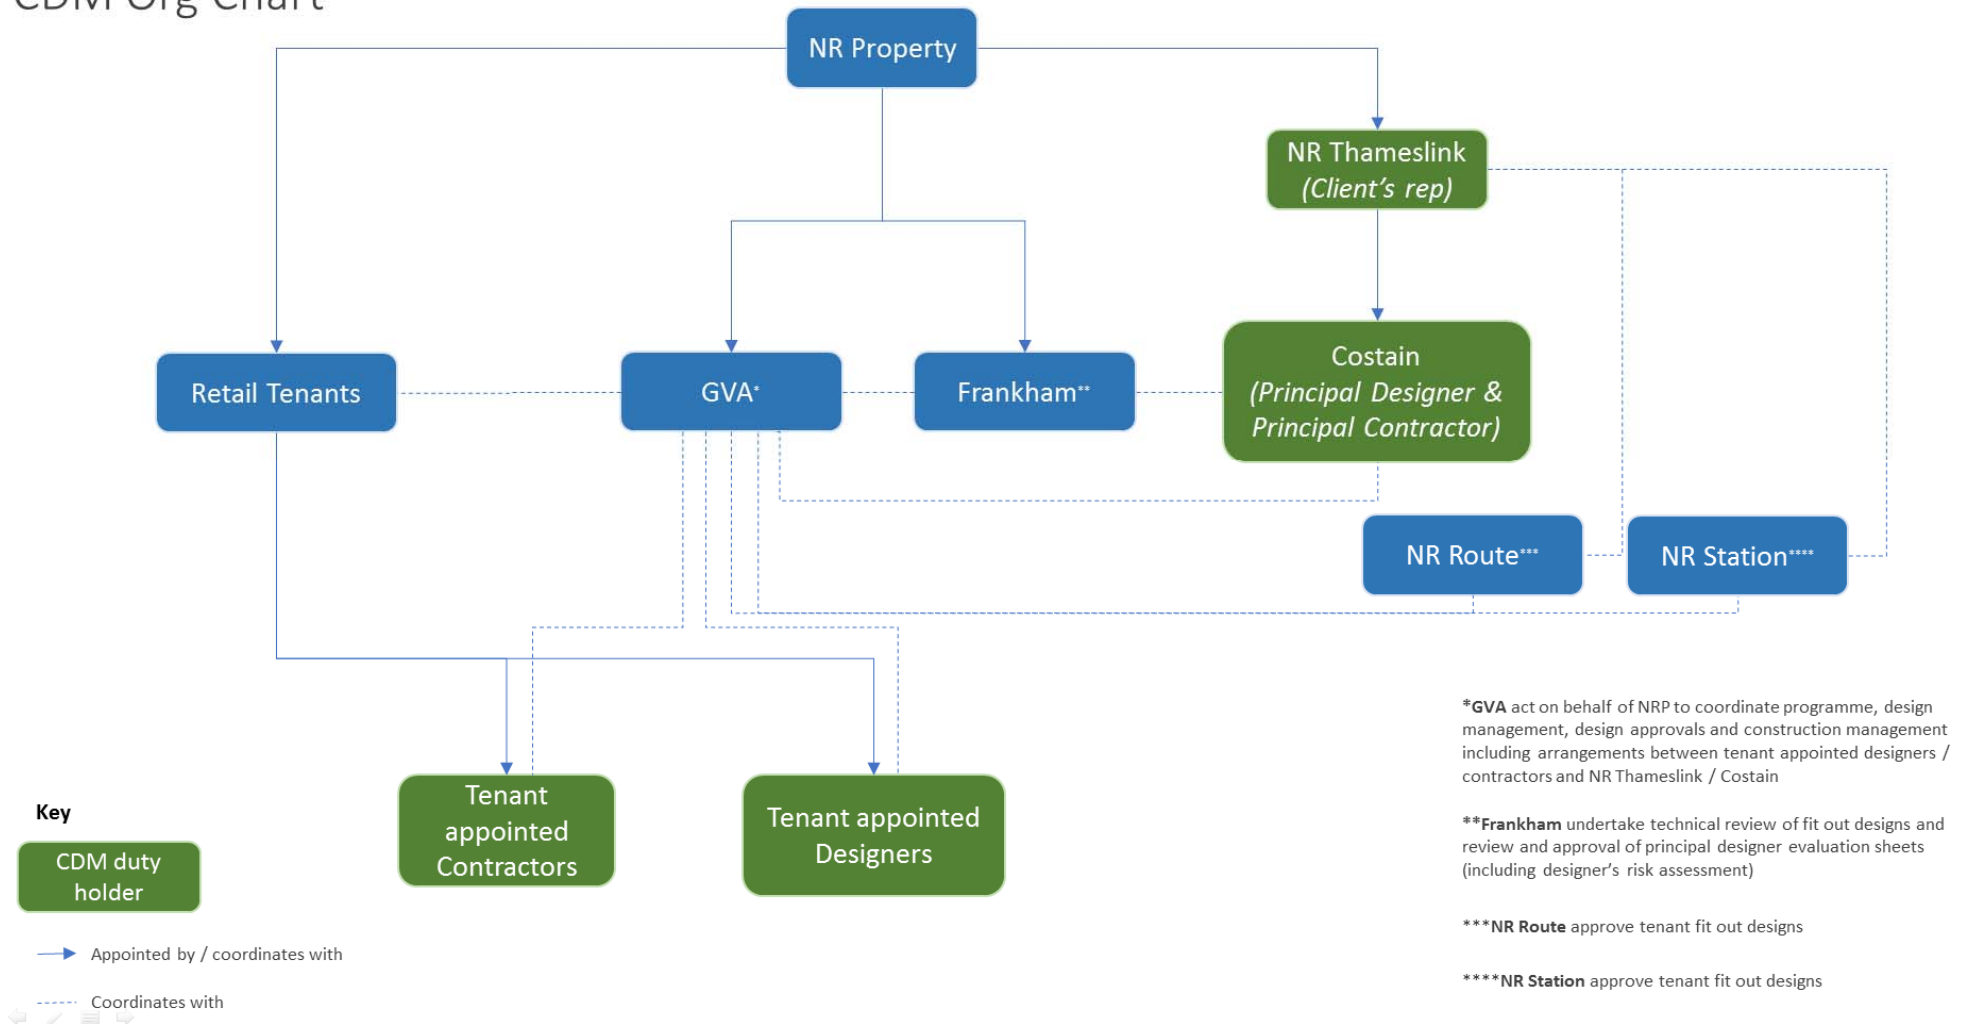 CDM Org Chart
NR Property
NR Thameslink
(Client's rep)
Costain
(Principal Designer &
Principal Contractor)
Retail Tenants
GVA*
Frankham**
NR Route***
NR Station****
Tenant
appointed
Contractors
Tenant appointed
Designers
Key
CDM duty
holder
Appointed by / coordinates with
Coordinates with
*GVA act on behalf of NRP to coordinate programme, design
management, design approvals and construction management
including arrangements between tenant appointed designers /
contractors and NR Thameslink / Costain
**Frankham undertake technical review of fit out designs and
review and approval of principal designer evaluation sheets
(including designer's risk assessment)
***NR Route approve tenant fit out designs
****NR Station approve tenant fit out designs